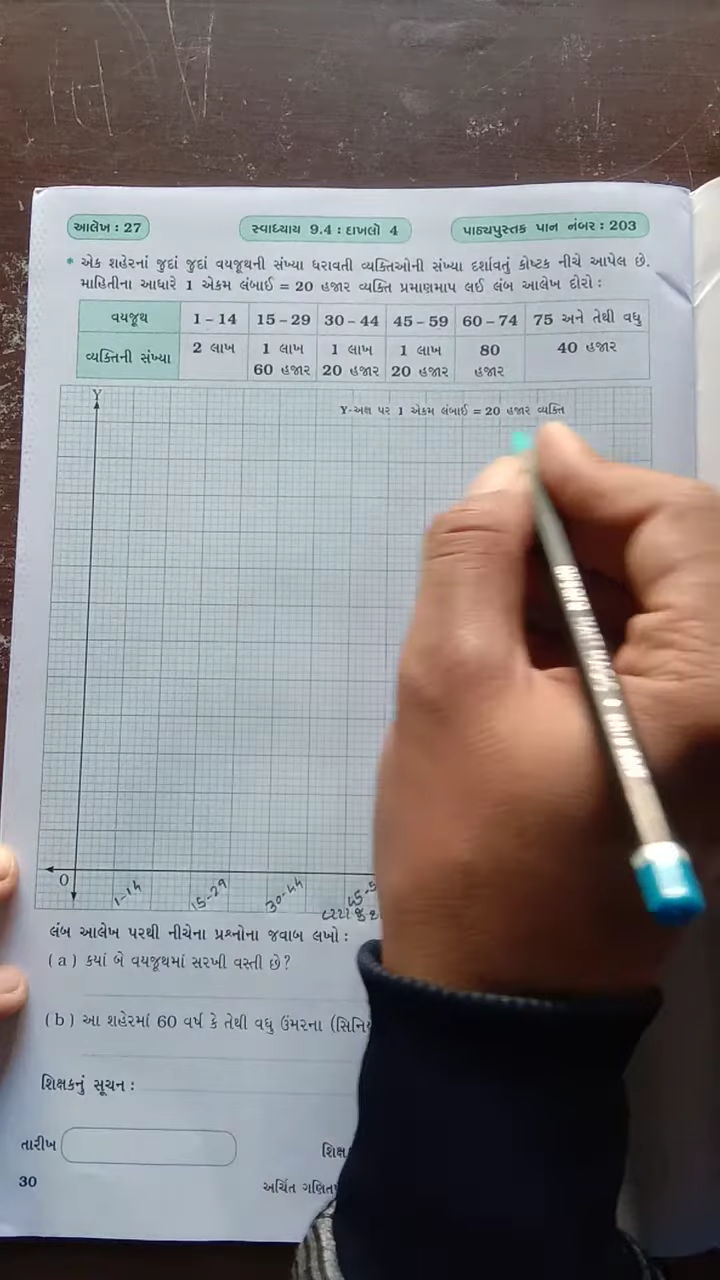 આલેખ : 27
સ્વાધ્યાય 9.4 : દાખલો 4
પાઠ્યપુસ્તક પાન નંબર : 203
* એક શહેરનાં જુદાં જુદાં વયજૂથની સંખ્યા ધરાવતી વ્યક્તિઓની સંખ્યા દર્શાવતું કોષ્ટક નીચે આપેલ છે.
માહિતીના આધારે 1 એકમ લંબાઈ = 20 હજાર વ્યક્તિ પ્રમાણમાપ લઈ લંબ આલેખ દોરો :
વયજૂથ 1 – 14 15 – 29 30 – 44 45 – 59 60 – 74 75 અને તેથી વધુ
વ્યક્તિની સંખ્યા 2 લાખ 1 લાખ 60 હજાર 1 લાખ 20 હજાર 1 લાખ 20 હજાર 80 હજાર 40 હજાર
Y
Y-અક્ષ પર 1 એકમ લંબાઈ = 20 હજાર વ્યક્તિ
O
1-14 15-29 30-44
લંબ આલેખ પરથી નીચેના પ્રશ્નોના જવાબ લખો :
( a ) કયાં બે વયજૂથમાં સરખી વસ્તી છે?
( b ) આ શહેરમાં 60 વર્ષ કે તેથી વધુ ઉંમરના
શિક્ષકનું સૂચન :
તારીખ
30
અર્ચિત